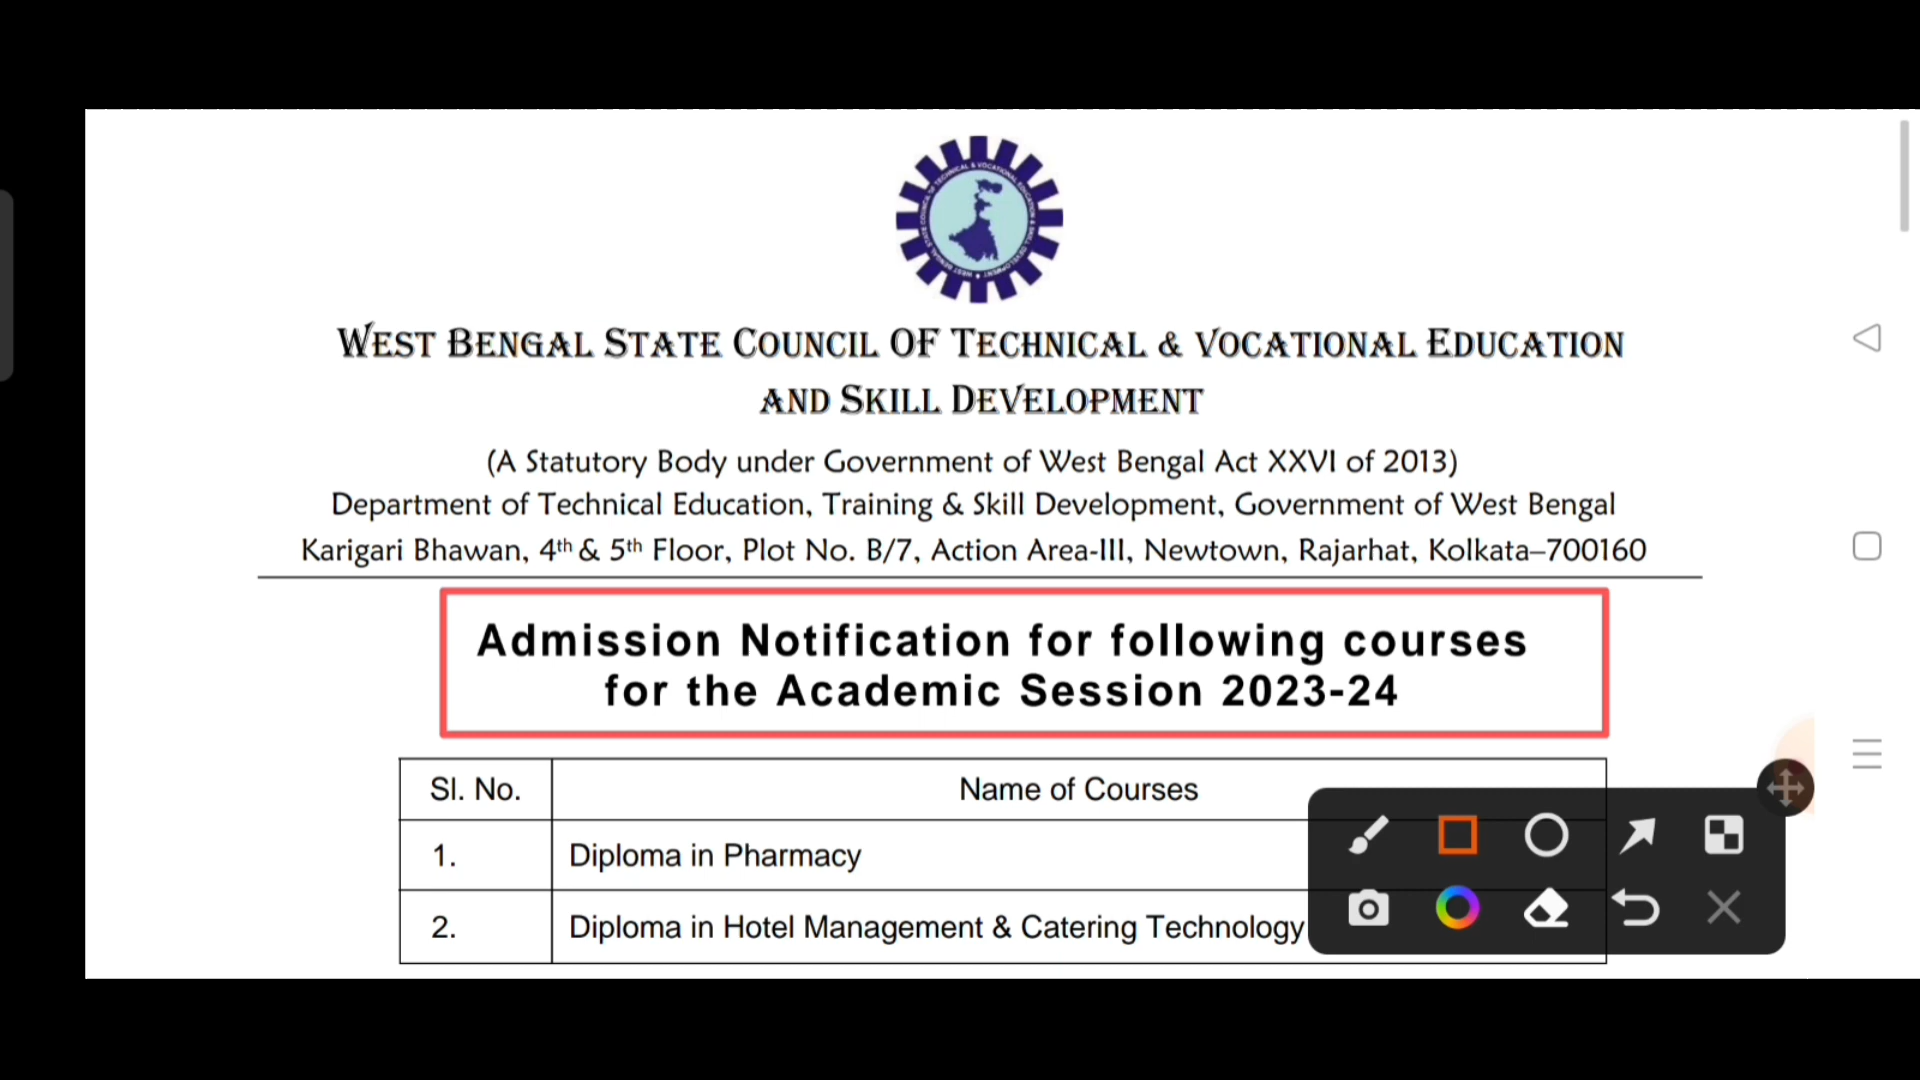 WEST BENGAL STATE COUNCIL OF TECHNICAL & VOCATIONAL EDUCATION
AND SKILL DEVELOPMENT
(A Statutory Body under Government of West Bengal Act XXVI of 2013)
Department of Technical Education, Training & Skill Development, Government of West Bengal
Karigari Bhawan, 4th & 5th Floor, Plot No. B/7, Action Area-III, Newtown, Rajarhat, Kolkata–700160
Admission Notification for following courses
for the Academic Session 2023-24
Sl. No. Name of Courses
1. Diploma in Pharmacy
2. Diploma in Hotel Management & Catering Technology